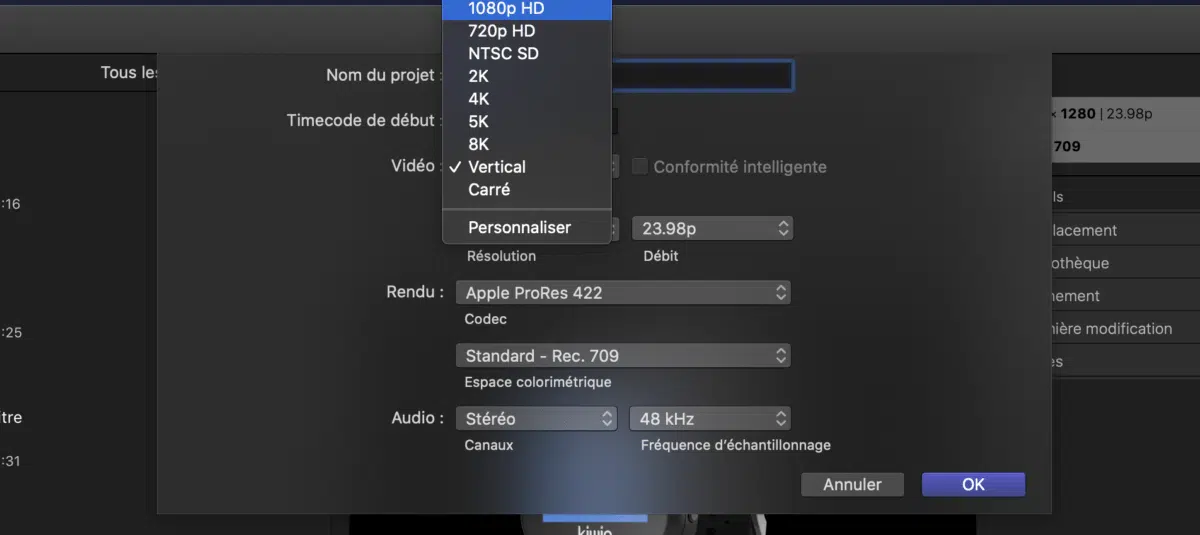 1080p HD
720p HD
NTSC SD
2K
4K
5K
8K
✓ Vertical
Carré
Personnaliser
Tous les
Nom du projet :
Timecode de début :
Vidéo :
Conformité intelligente
23.98p
Résolution
Débit
Rendu :
Apple ProRes 422
Codec
Standard - Rec. 709
Espace colorimétrique
Audio :
Stéréo
48 kHz
Canaux
Fréquence d'échantillonnage
Annuler
OK
:16
:25
itre
:31
× 1280 | 23.98p
709
ls
lacement
othèque
nement
nière modification
es
kiwio